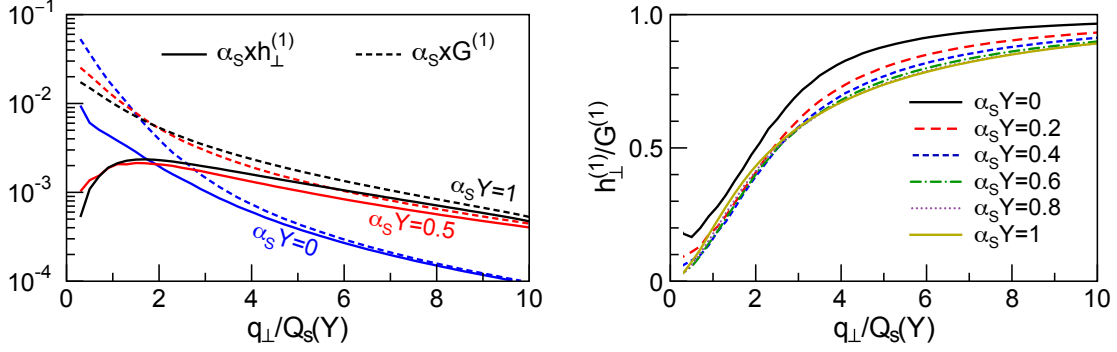 10⁻¹
10⁻²
10⁻³
10⁻⁴
α_S x h_⊥^(1)
α_S x G^(1)
α_S Y=1
α_S Y=0.5
α_S Y=0
0 2 4 6 8 10
q_⊥/Q_s(Y)
h_⊥^(1)/G^(1)
1.0
0.5
0
α_S Y=0
α_S Y=0.2
α_S Y=0.4
α_S Y=0.6
α_S Y=0.8
α_S Y=1
0 2 4 6 8 10
q_⊥/Q_s(Y)